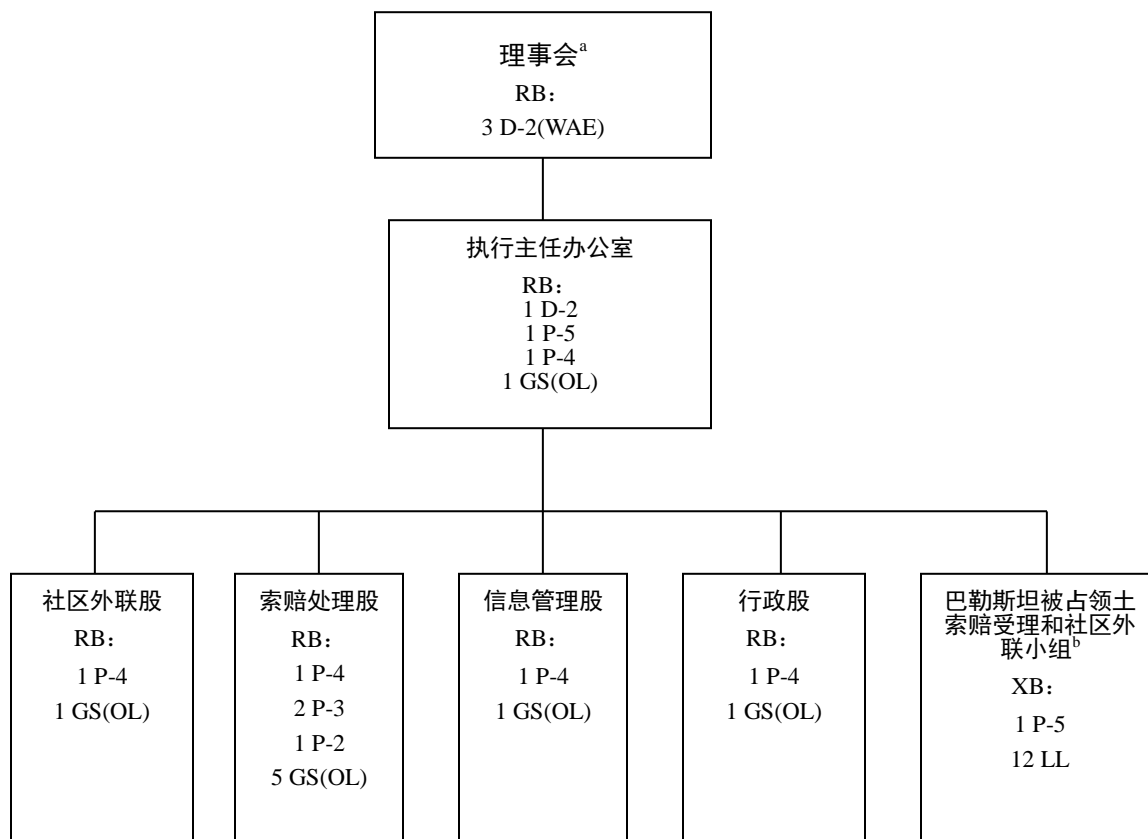 理事会a
RB：
3 D-2(WAE)
执行主任办公室
RB：
1 D-2
1 P-5
1 P-4
1 GS(OL)
社区外联股
RB：
1 P-4
1 GS(OL)
索赔处理股
RB：
1 P-4
2 P-3
1 P-2
5 GS(OL)
信息管理股
RB：
1 P-4
1 GS(OL)
行政股
RB：
1 P-4
1 GS(OL)
巴勒斯坦被占领土
索赔受理和社区外
联小组b
XB：
1 P-5
12 LL